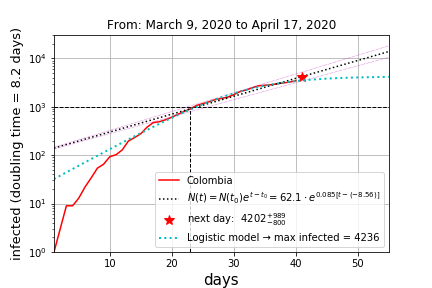 From: March 9, 2020 to April 17, 2020
infected (doubling time = 8.2 days)
10⁴
10³
10²
10¹
10⁰
Colombia
N(t) = N(t₀)e^{t − t₀} = 62.1 · e^{0.085[t − (−8.56)]}
next day: 4202^{+989}_{−800}
Logistic model → max infected = 4236
10 20 30 40 50
days